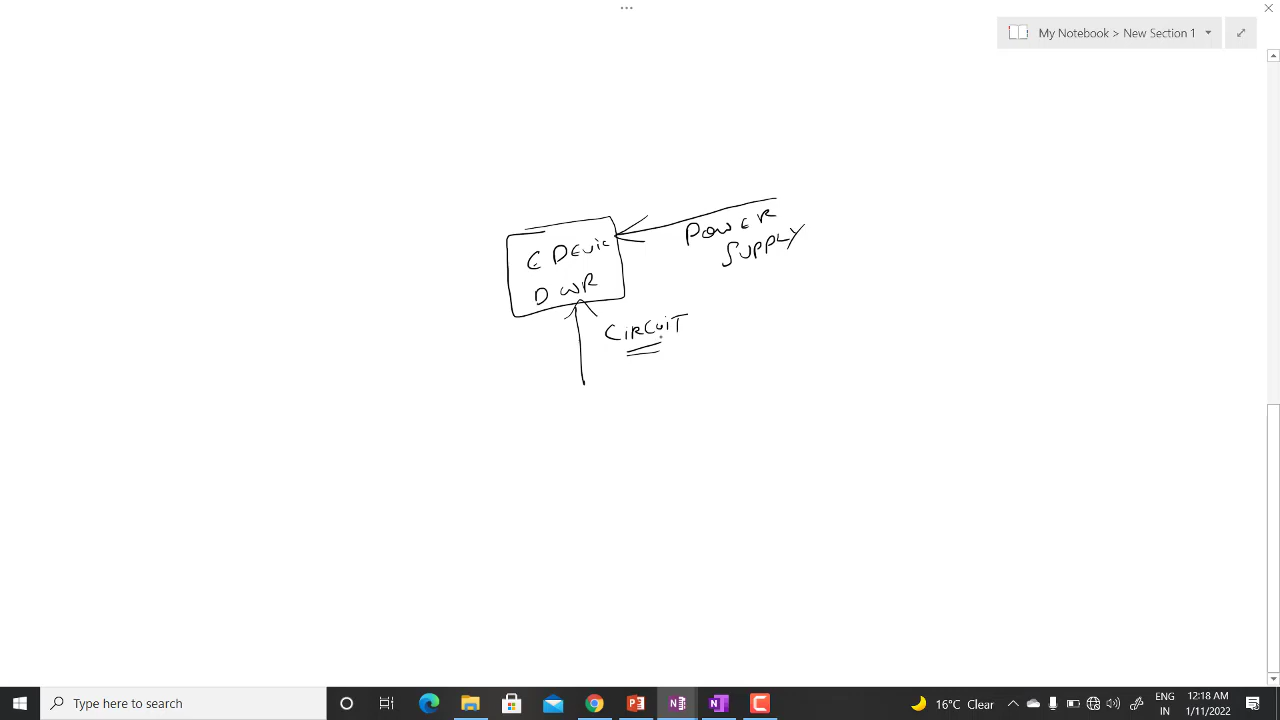 My Notebook > New Section 1
POWER
SUPPLY
E DEvic
D WR
CiRCuiT
Type here to search
16°C Clear
ENG
IN
12:18 AM
1/11/2022